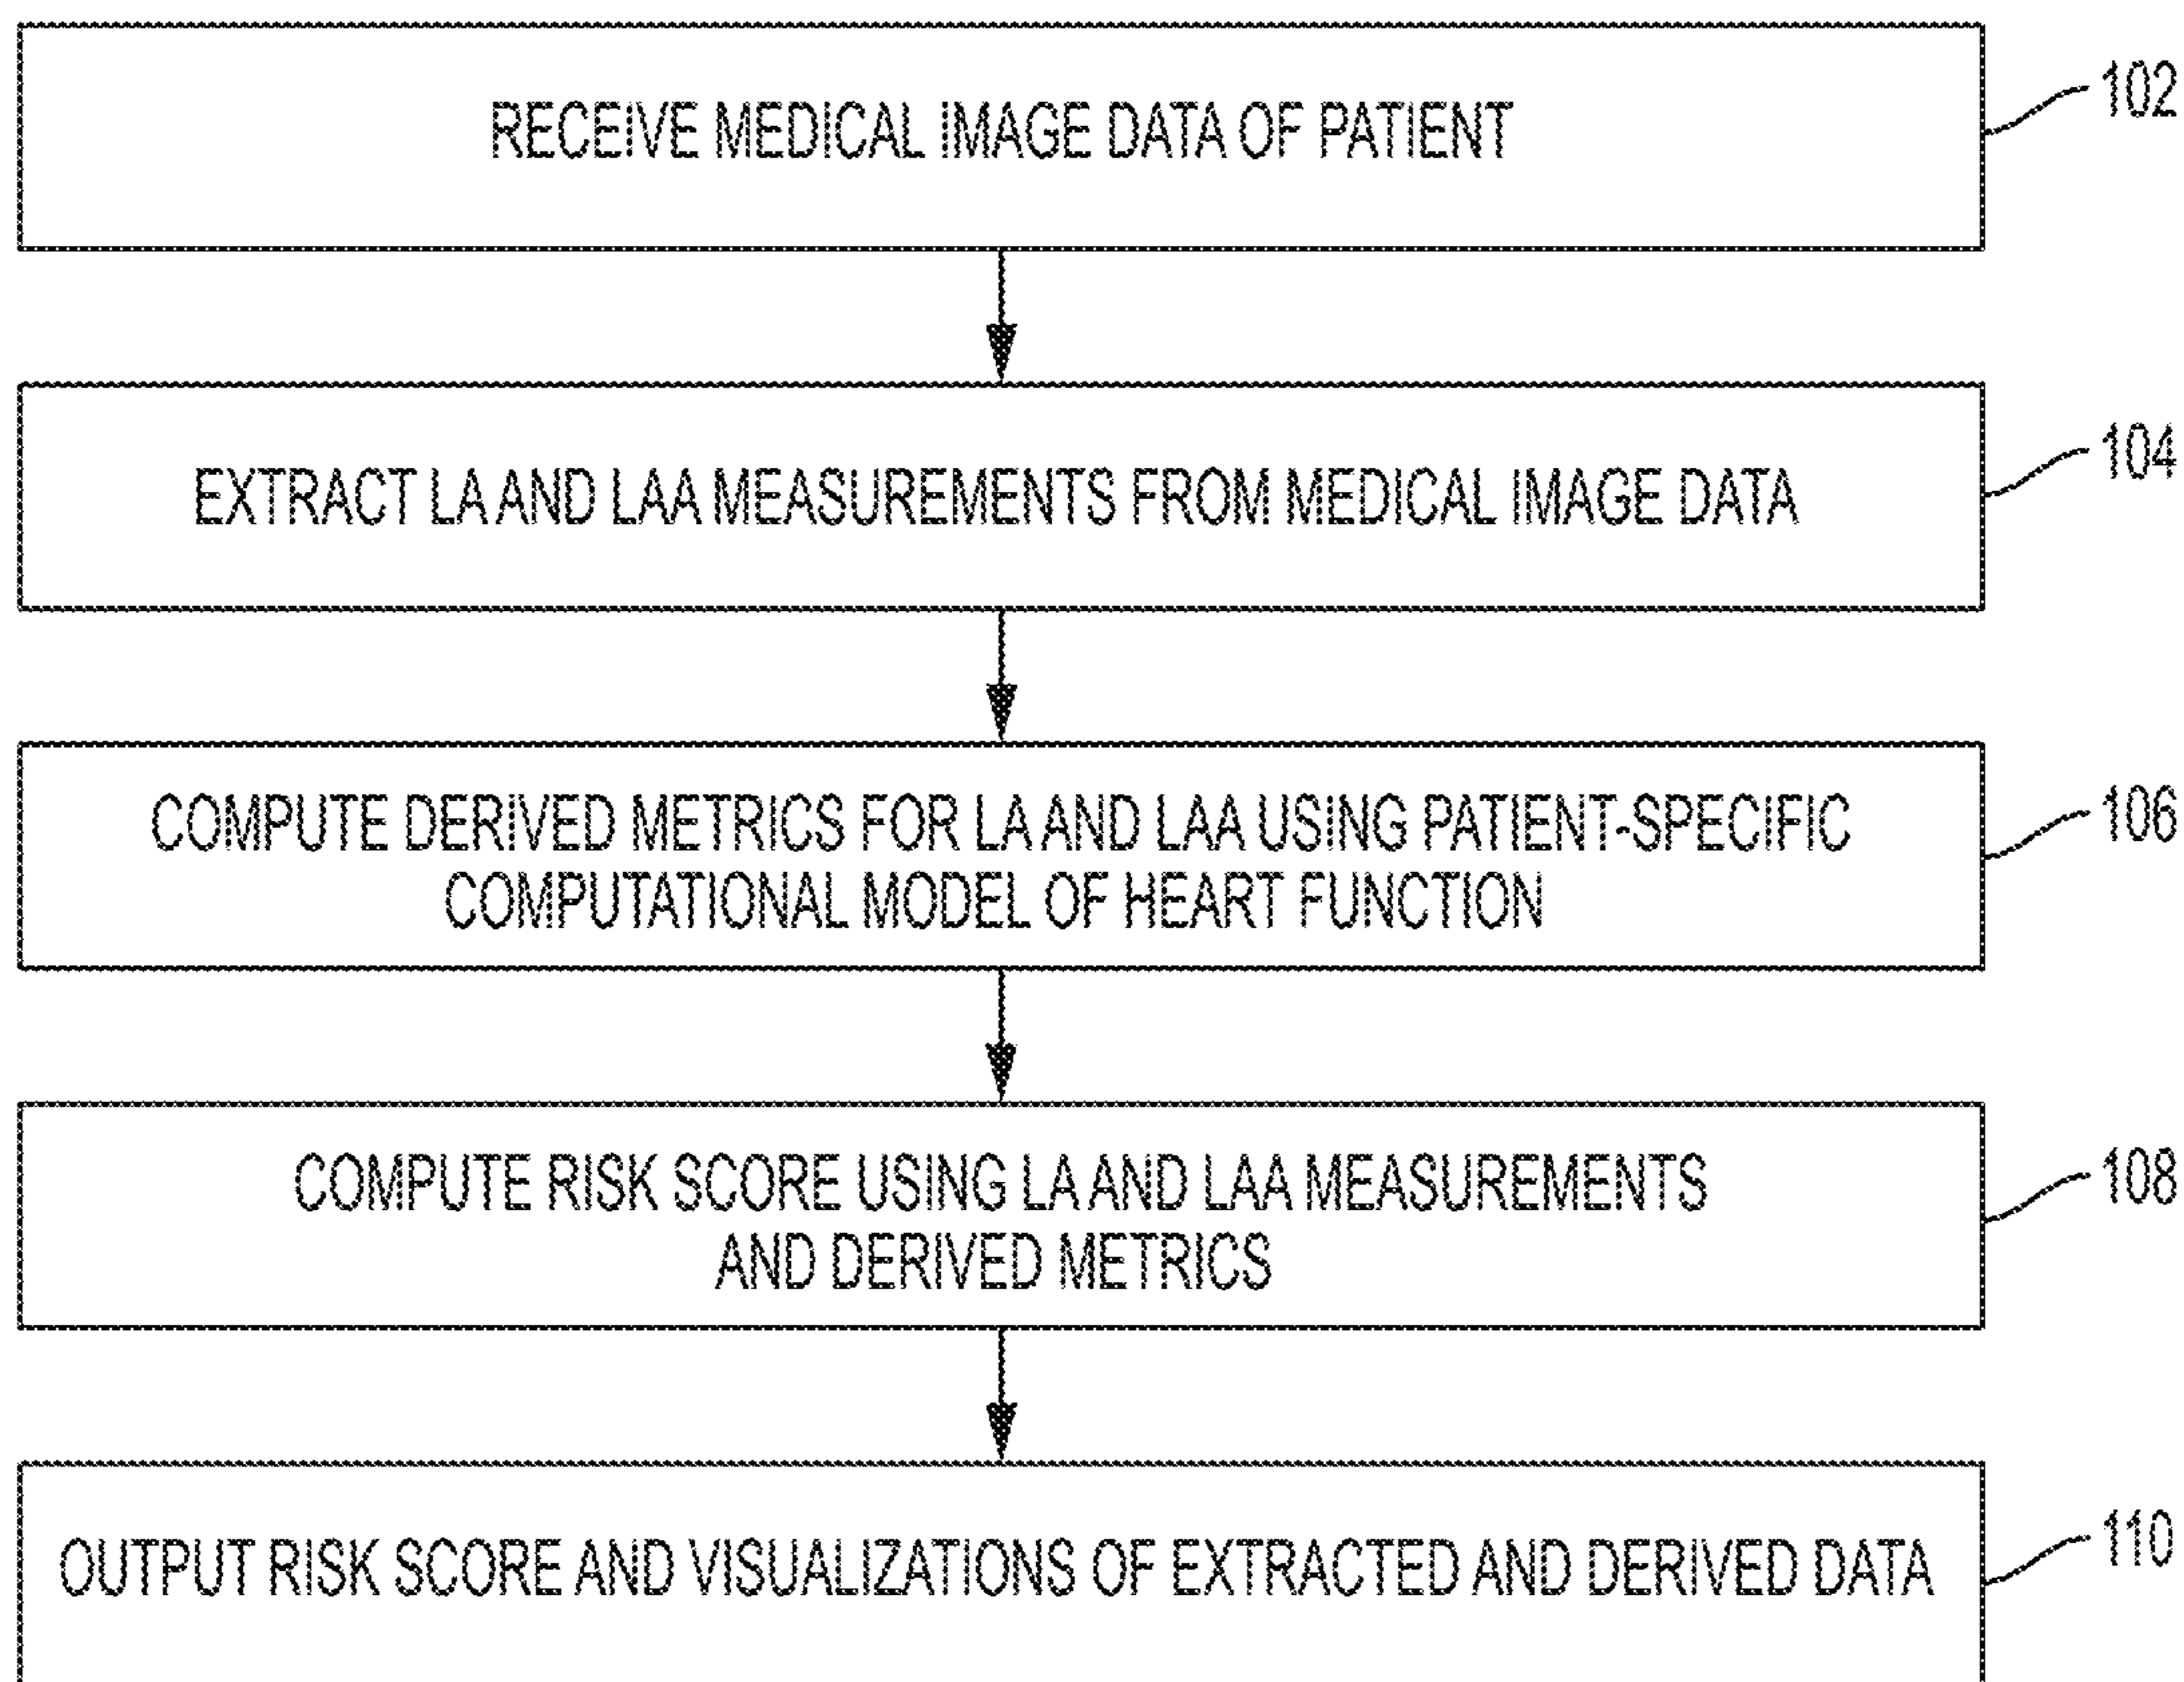 RECEIVE MEDICAL IMAGE DATA OF PATIENT
102
EXTRACT LA AND LAA MEASUREMENTS FROM MEDICAL IMAGE DATA
104
COMPUTE DERIVED METRICS FOR LA AND LAA USING PATIENT-SPECIFIC
COMPUTATIONAL MODEL OF HEART FUNCTION
106
COMPUTE RISK SCORE USING LA AND LAA MEASUREMENTS
AND DERIVED METRICS
108
OUTPUT RISK SCORE AND VISUALIZATIONS OF EXTRACTED AND DERIVED DATA
110